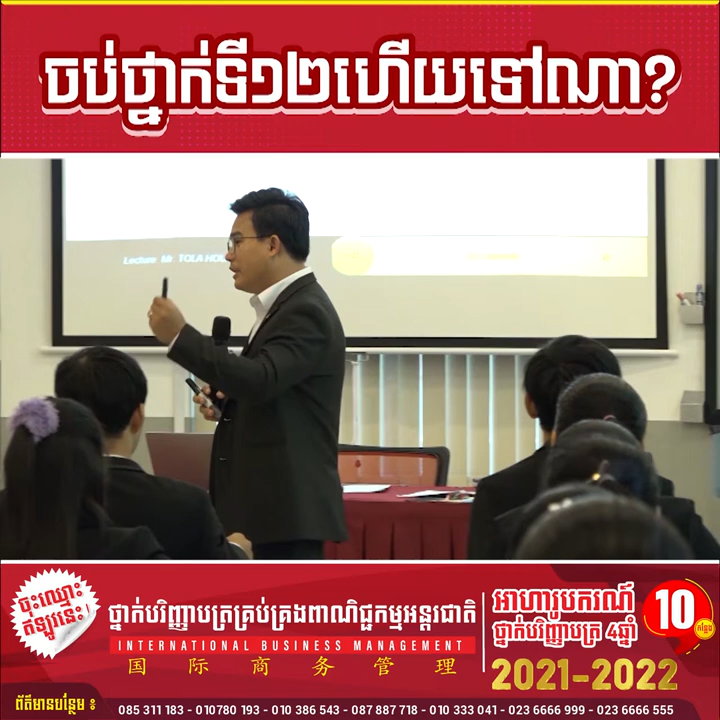 ចប់ថ្នាក់ទី១២ហើយទៅណា?
Lecture Mr. TOLA
ចុះឈ្មោះ
ឥឡូវនេះ!
ថ្នាក់បរិញ្ញាបត្រគ្រប់គ្រងពាណិជ្ជកម្មអន្តរជាតិ
INTERNATIONAL BUSINESS MANAGEMENT
国际商务管理
អាហារូបករណ៍
ថ្នាក់បរិញ្ញាបត្រ 4ឆ្នាំ
10
កន្លែង
2021-2022
ព័ត៌មានបន្ថែម ៖ 085 311 183 - 010780 193 - 010 386 543 - 087 887 718 - 010 333 041 - 023 6666 999 - 023 6666 555